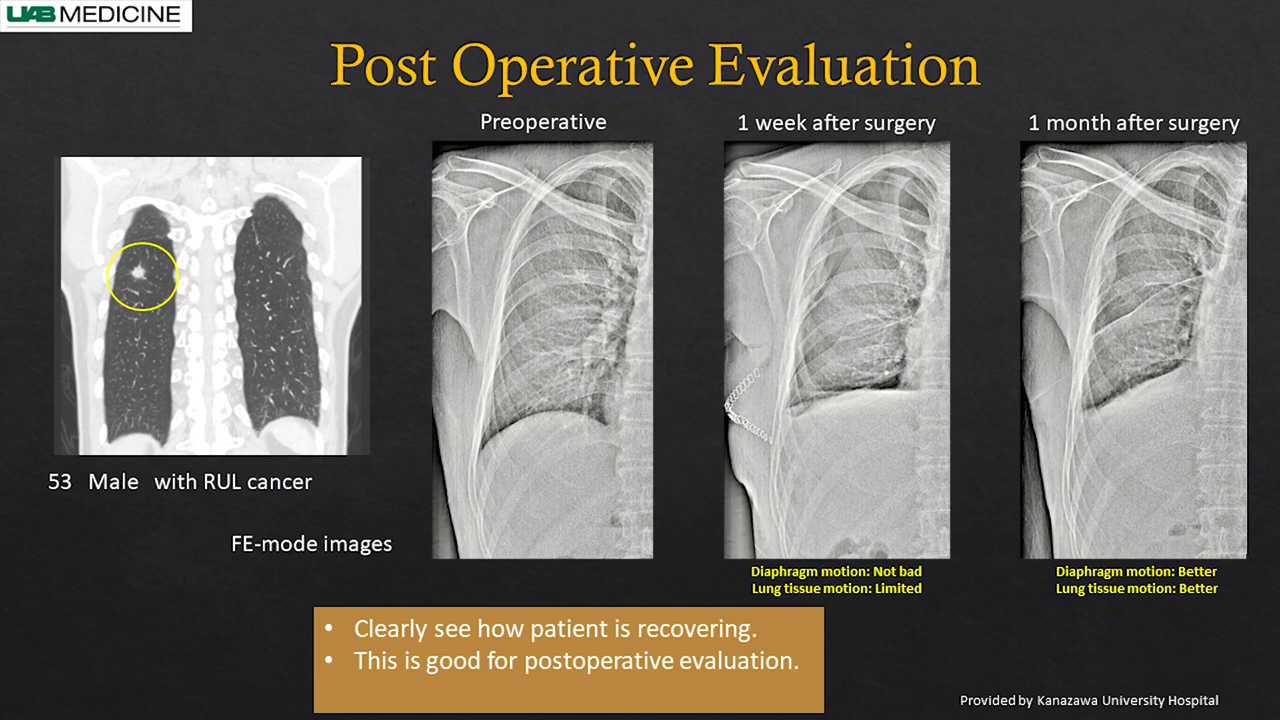 UAB MEDICINE
Post Operative Evaluation
Preoperative
1 week after surgery
1 month after surgery
53 Male with RUL cancer
FE-mode images
Diaphragm motion: Not bad
Lung tissue motion: Limited
Diaphragm motion: Better
Lung tissue motion: Better
• Clearly see how patient is recovering.
• This is good for postoperative evaluation.
Provided by Kanazawa University Hospital